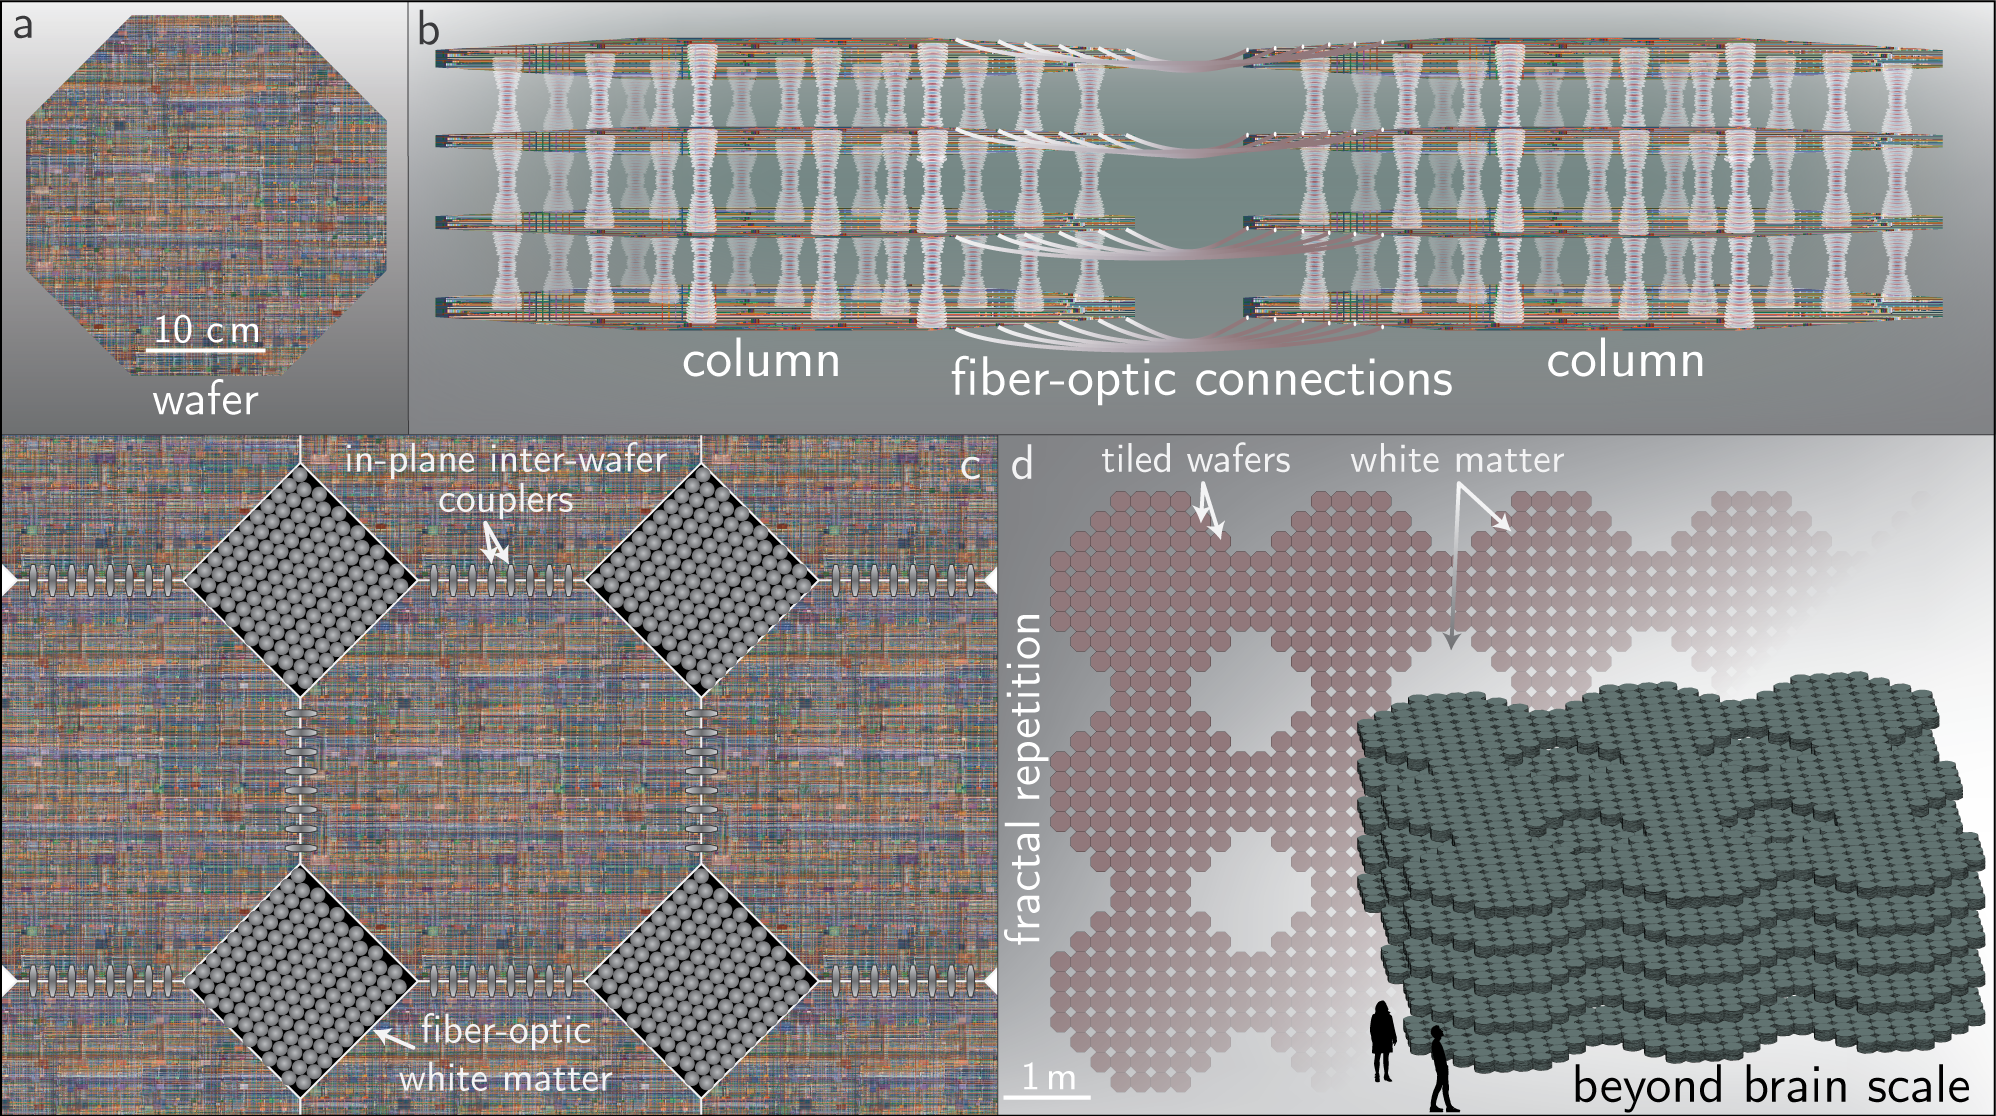 a
10 cm
wafer
b
column
fiber-optic connections
column
in-plane inter-wafer
couplers
c
fiber-optic
white matter
d
tiled wafers
white matter
fractal repetition
1 m
beyond brain scale